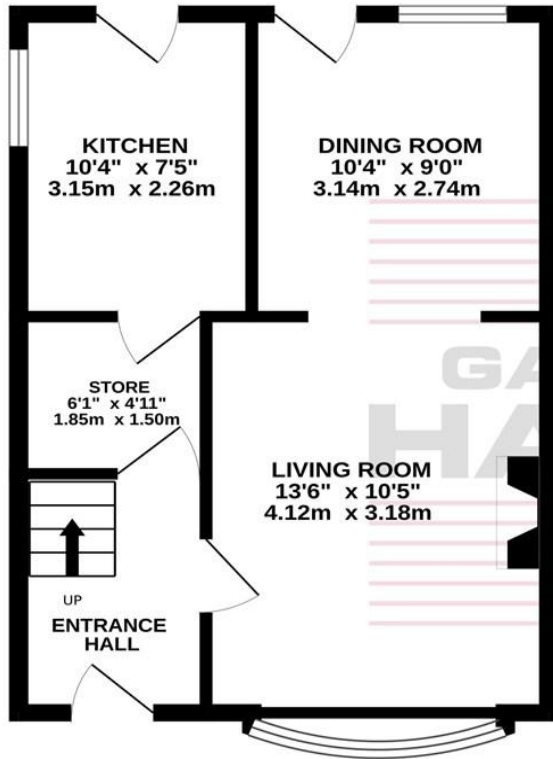 KITCHEN
10'4" x 7'5"
3.15m x 2.26m
DINING ROOM
10'4" x 9'0"
3.14m x 2.74m
STORE
6'1" x 4'11"
1.85m x 1.50m
LIVING ROOM
13'6" x 10'5"
4.12m x 3.18m
UP
ENTRANCE
HALL